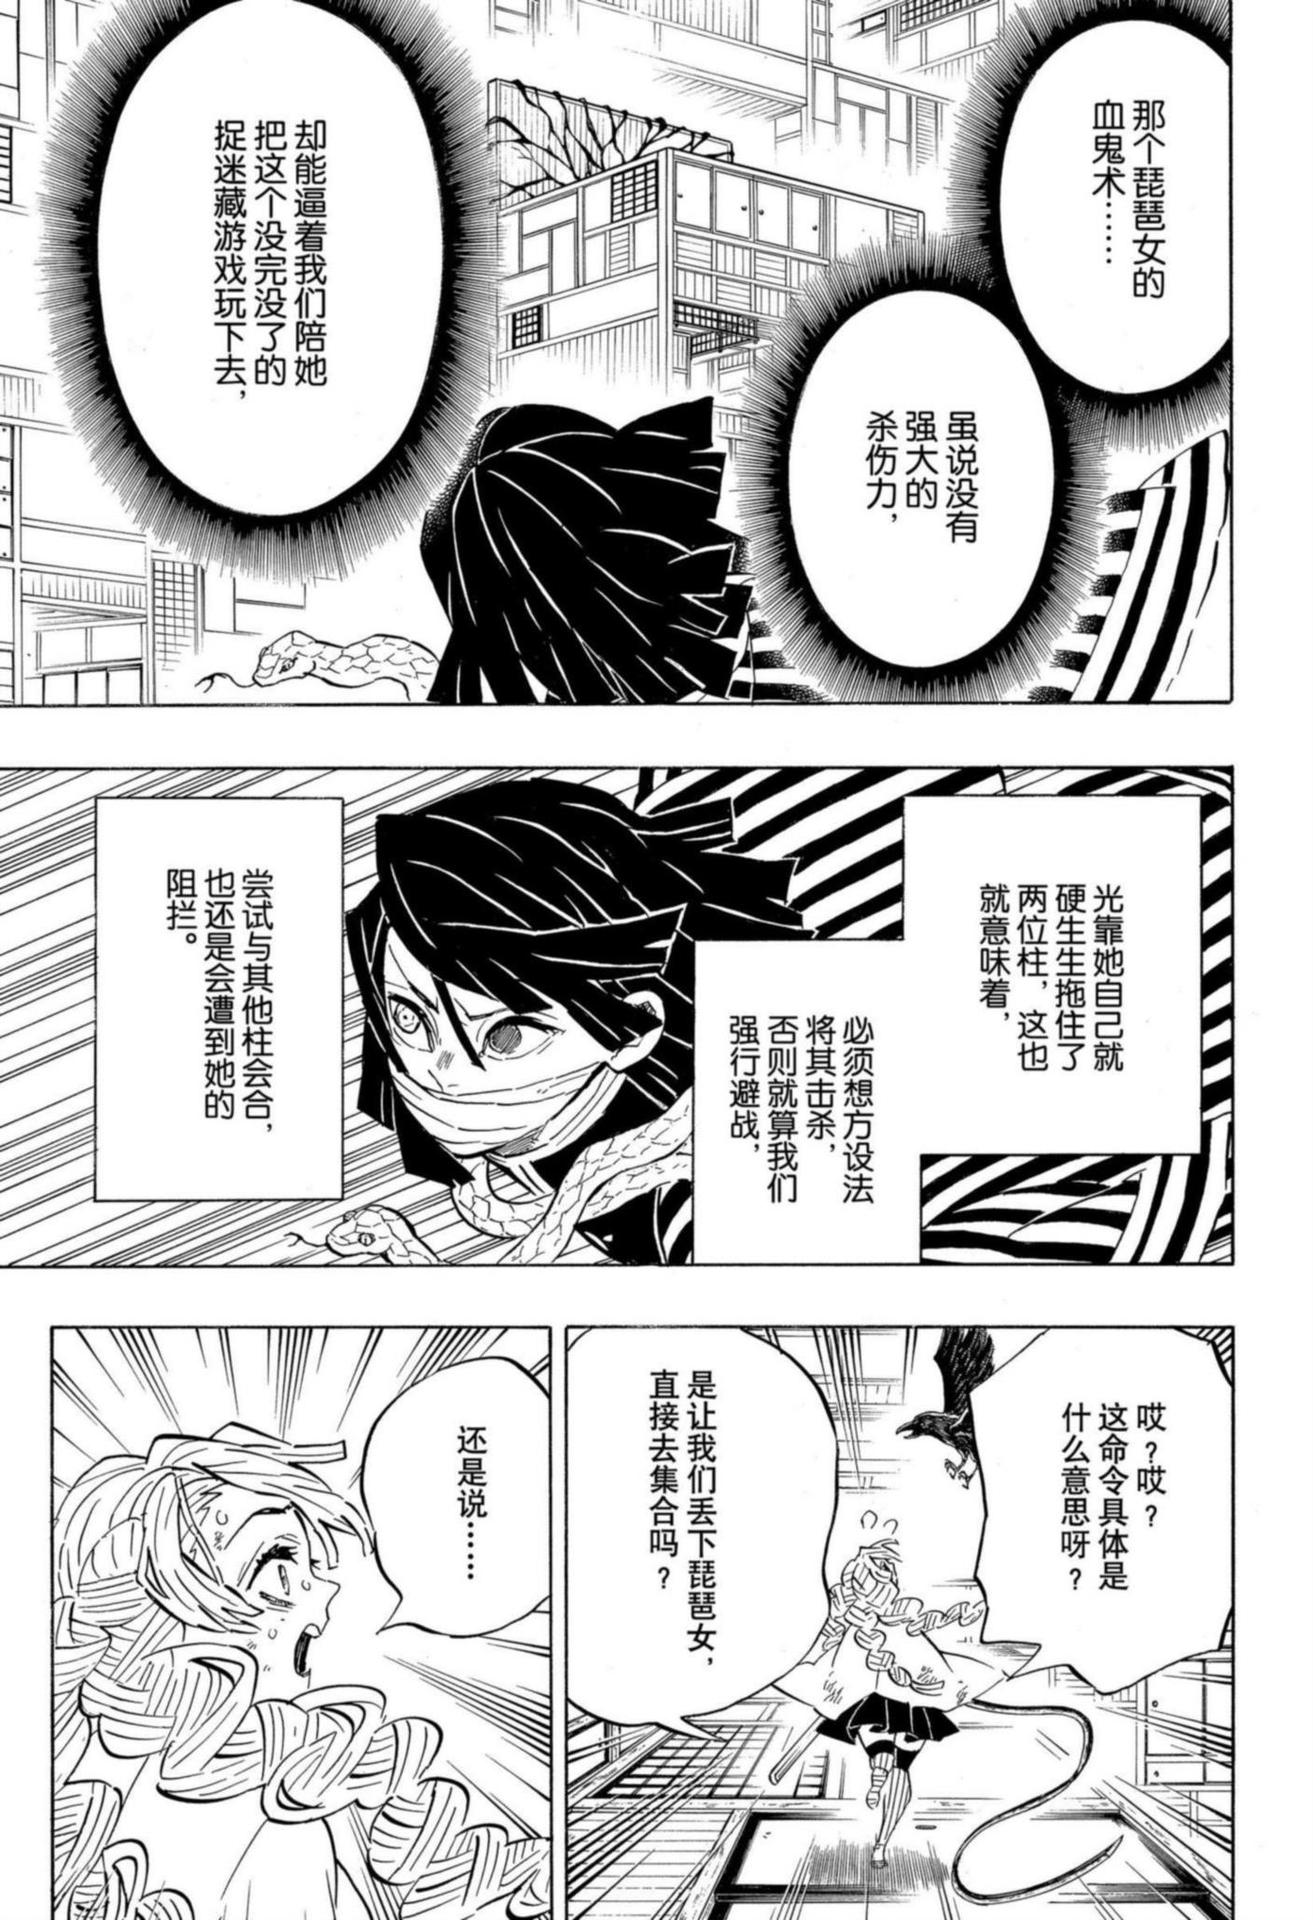 那个琵琶女的
血鬼术……
虽说没有
强大的
杀伤力，
却能逼着我们陪她
把这个没完没了的
捉迷藏游戏玩下去，
光靠她自己就
硬生生拖住了
两位柱，这也
就意味着，
必须想方设法
将其击杀，
否则就算我们
强行避战，
尝试与其他柱会合，
也还是会遭到她的
阻拦。
哎？哎？
这命令具体是
什么意思呀？
是让我们丢下琵琶女，
直接去集合吗？
还是说……